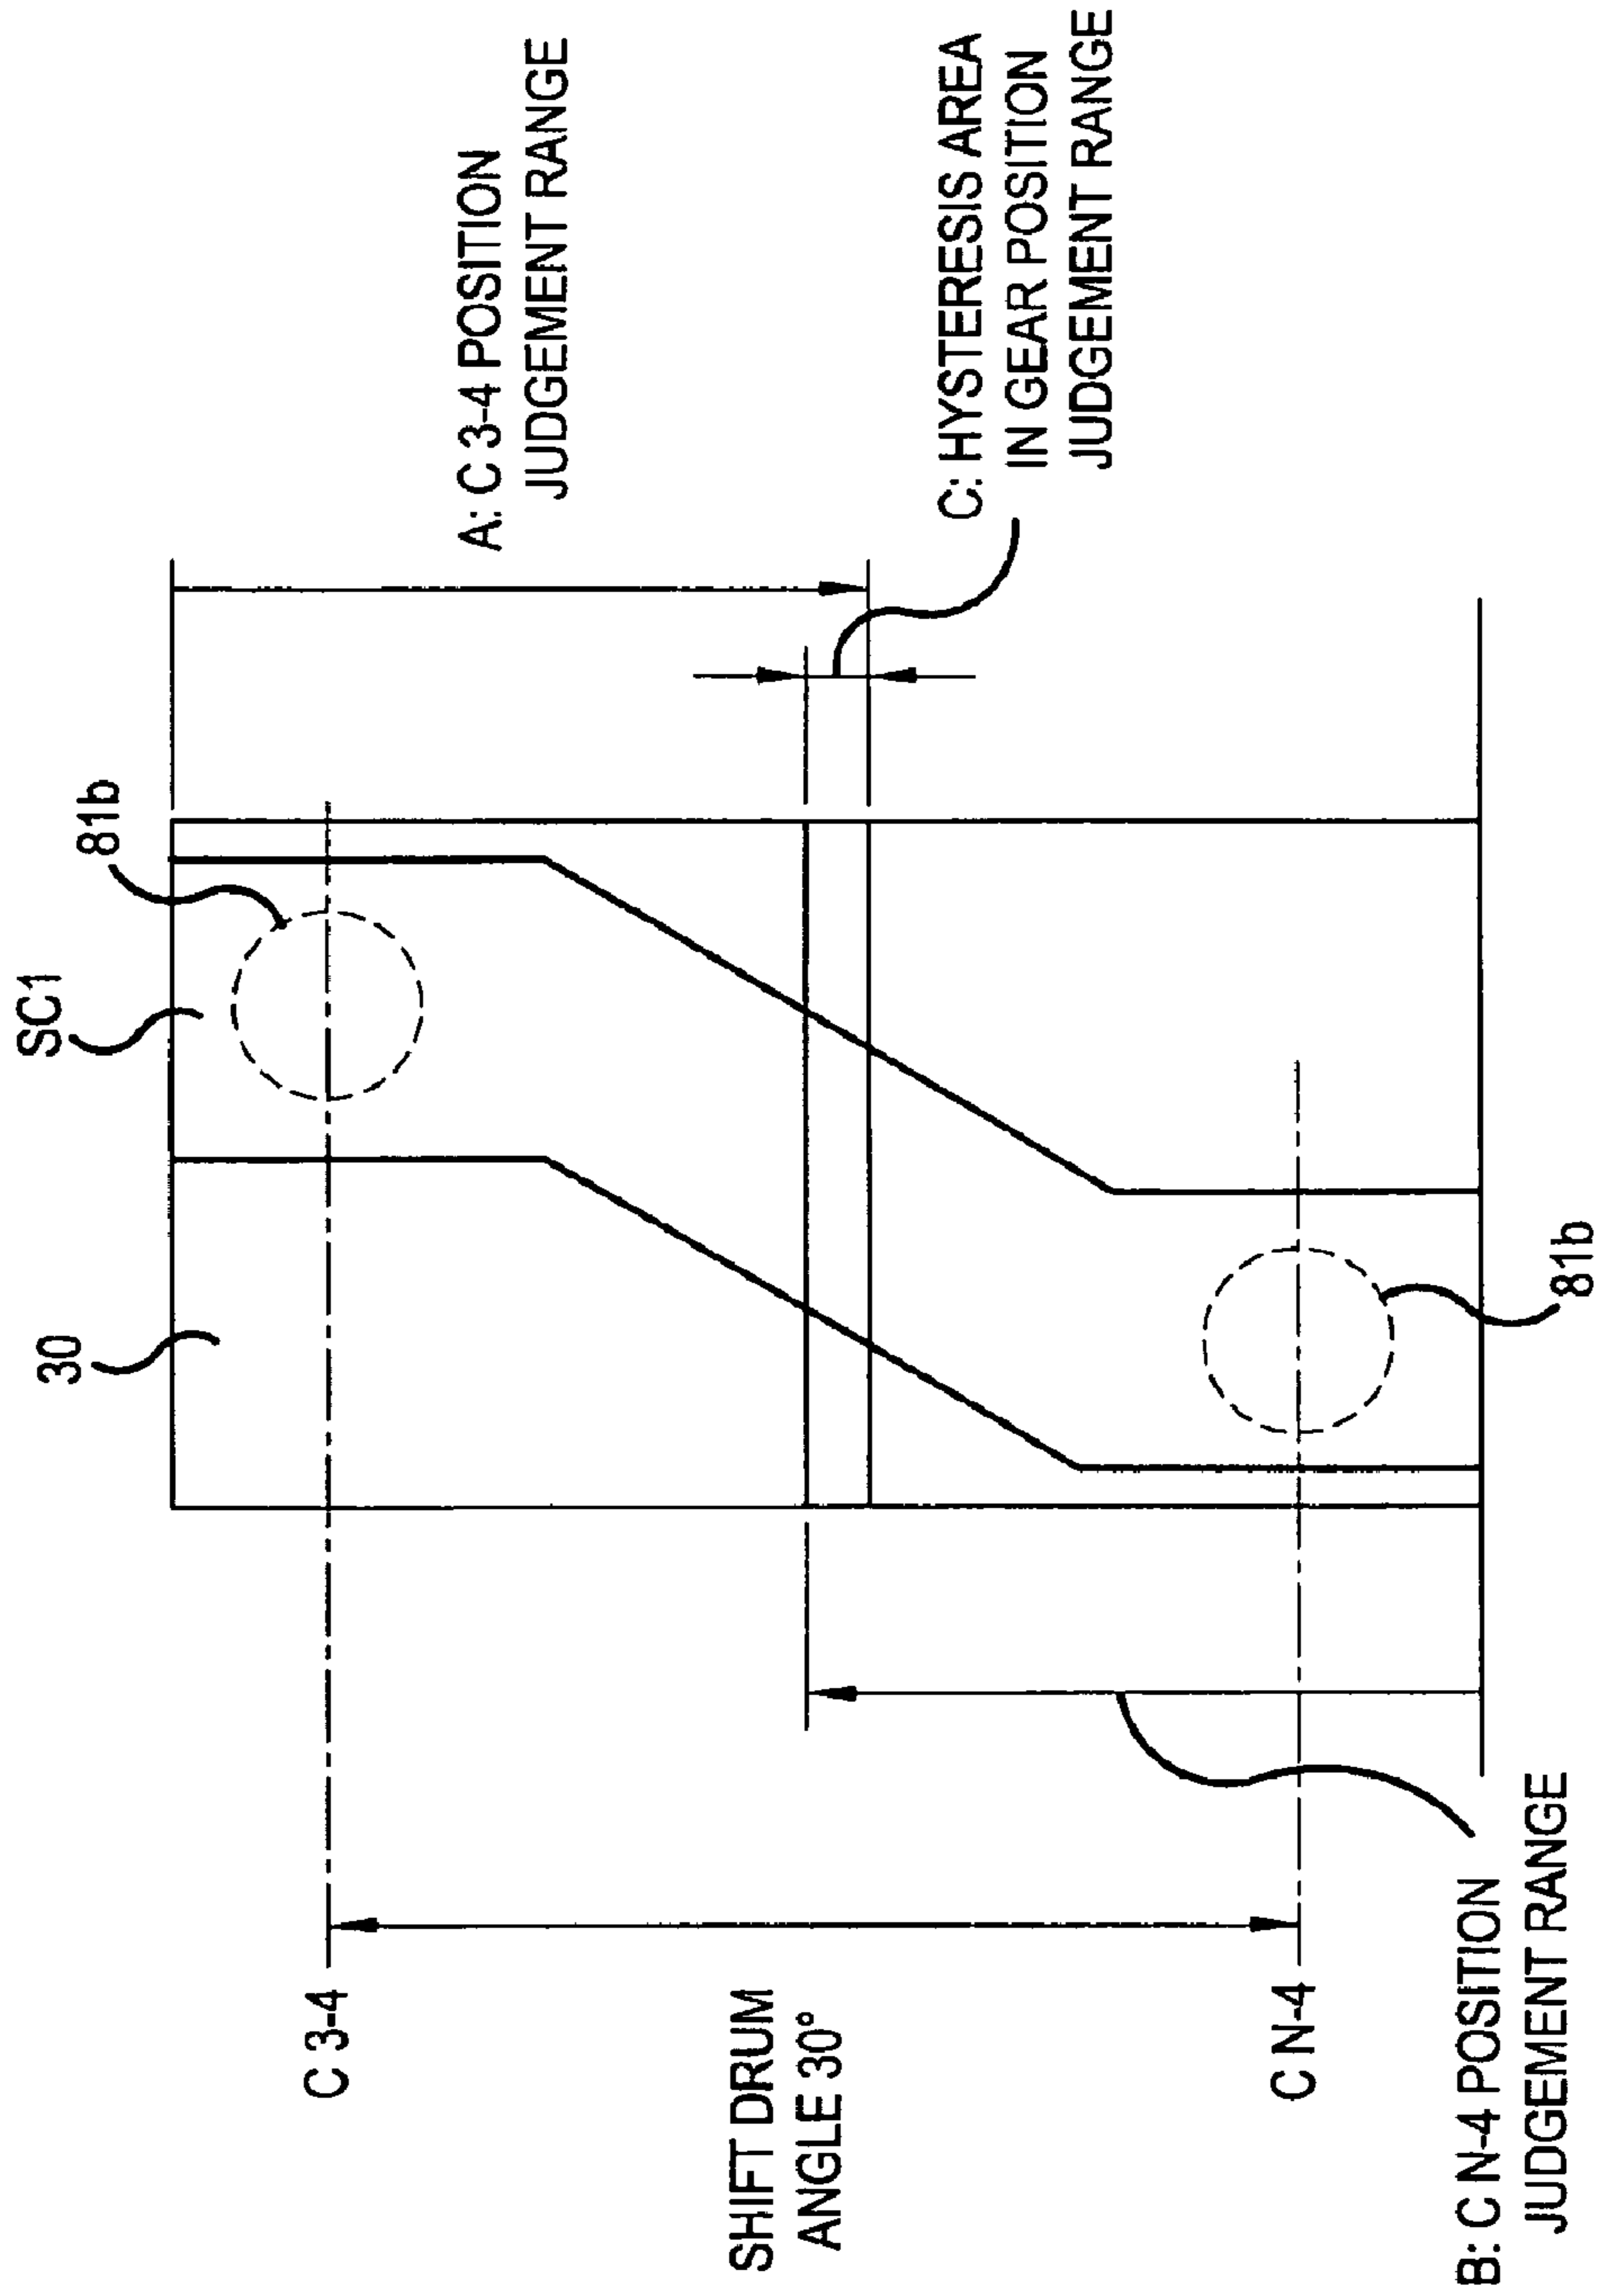 30
SC1
81b
A: C 3-4 POSITION
JUDGEMENT RANGE
C: HYSTERESIS AREA
IN GEAR POSITION
JUDGEMENT RANGE
C 3-4
SHIFT DRUM
ANGLE 30°
C N-4
B: C N-4 POSITION
JUDGEMENT RANGE
81b